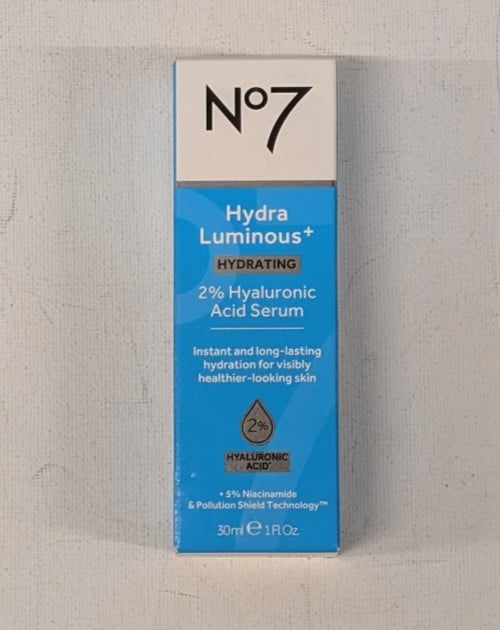 Nº7
Hydra
Luminous+
HYDRATING
2% Hyaluronic
Acid Serum
Instant and long-lasting
hydration for visibly
healthier-looking skin
2%
HYALURONIC
ACID*
+ 5% Niacinamide
& Pollution Shield Technology™
30ml ℮ 1 Fl. Oz.